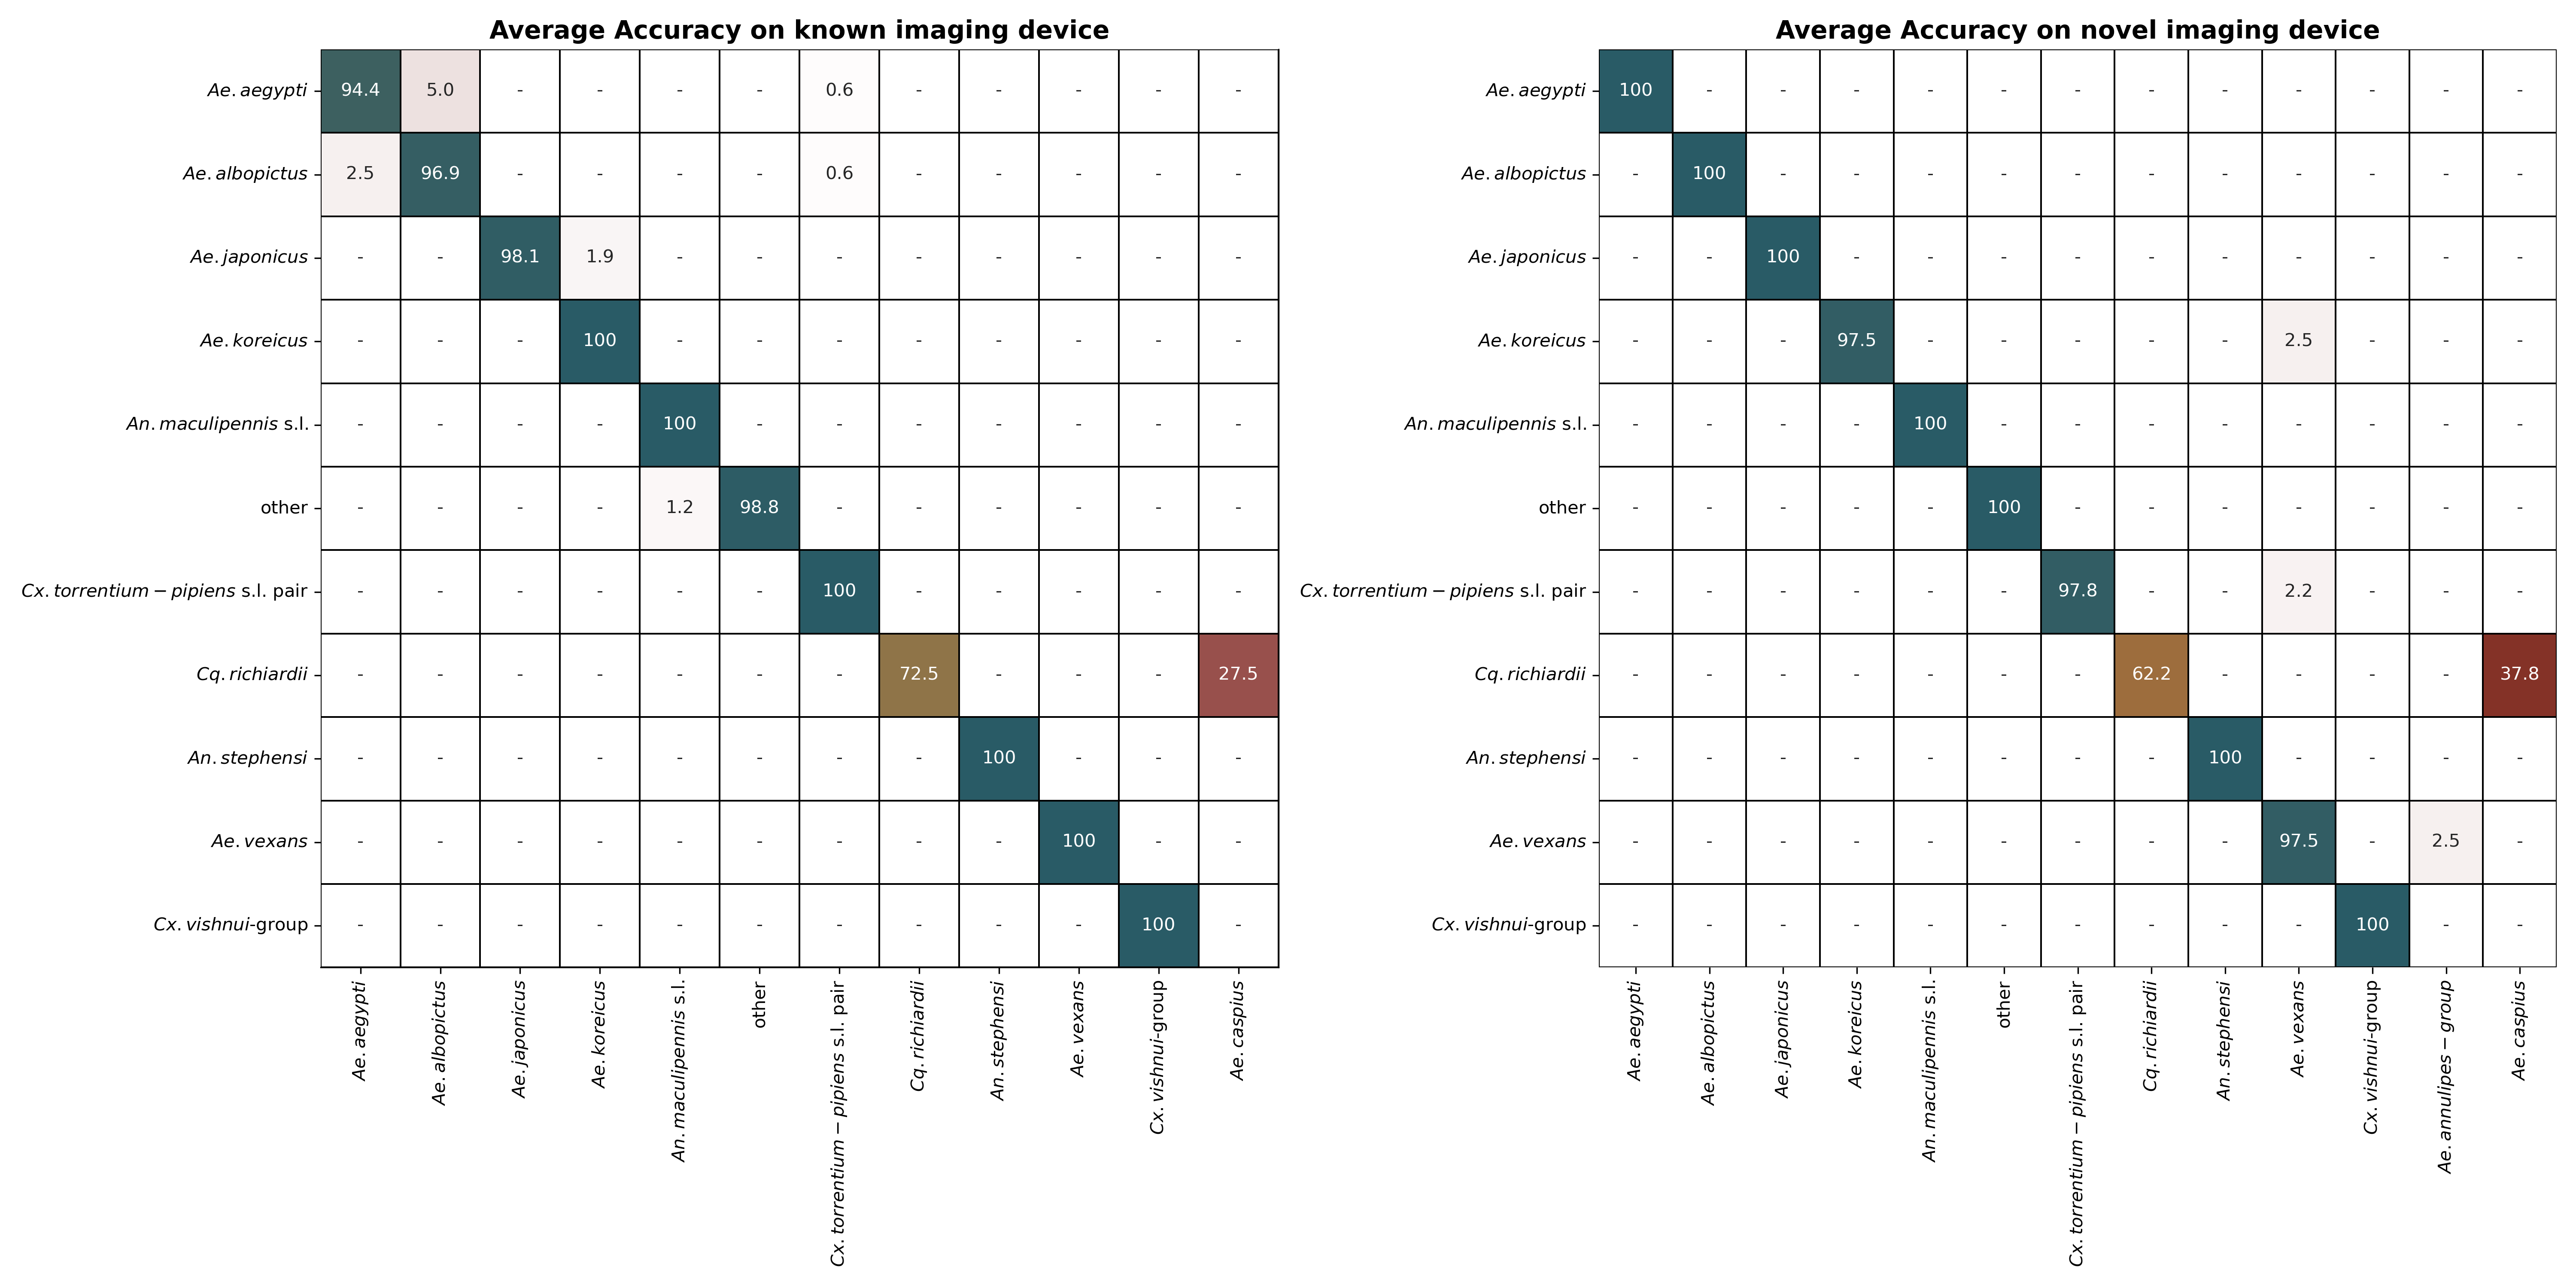 Average Accuracy on known imaging device
Ae. aegypti 94.4 5.0 - - - - 0.6 - - - - -
Ae. albopictus 2.5 96.9 - - - - 0.6 - - - - -
Ae. japonicus - - 98.1 1.9 - - - - - - - -
Ae. koreicus - - - 100 - - - - - - - -
An. maculipennis s.l. - - - - 100 - - - - - - -
other - - - - 1.2 98.8 - - - - - -
Cx. torrentium − pipiens s.l. pair - - - - - - 100 - - - - -
Cq. richiardii - - - - - - - 72.5 - - - 27.5
An. stephensi - - - - - - - - 100 - - -
Ae. vexans - - - - - - - - - 100 - -
Cx. vishnui-group - - - - - - - - - - 100 -
Ae. aegypti
Ae. albopictus
Ae. japonicus
Ae. koreicus
An. maculipennis s.l.
other
Cx. torrentium − pipiens s.l. pair
Cq. richiardii
An. stephensi
Ae. vexans
Cx. vishnui-group
Ae. caspius
Average Accuracy on novel imaging device
Ae. aegypti 100 - - - - - - - - - - - -
Ae. albopictus - 100 - - - - - - - - - - -
Ae. japonicus - - 100 - - - - - - - - - -
Ae. koreicus - - - 97.5 - - - - - 2.5 - - -
An. maculipennis s.l. - - - - 100 - - - - - - - -
other - - - - - 100 - - - - - - -
Cx. torrentium − pipiens s.l. pair - - - - - - 97.8 - - 2.2 - - -
Cq. richiardii - - - - - - - 62.2 - - - - 37.8
An. stephensi - - - - - - - - 100 - - - -
Ae. vexans - - - - - - - - - 97.5 - 2.5 -
Cx. vishnui-group - - - - - - - - - - 100 - -
Ae. aegypti
Ae. albopictus
Ae. japonicus
Ae. koreicus
An. maculipennis s.l.
other
Cx. torrentium − pipiens s.l. pair
Cq. richiardii
An. stephensi
Ae. vexans
Cx. vishnui-group
Ae. annulipes − group
Ae. caspius